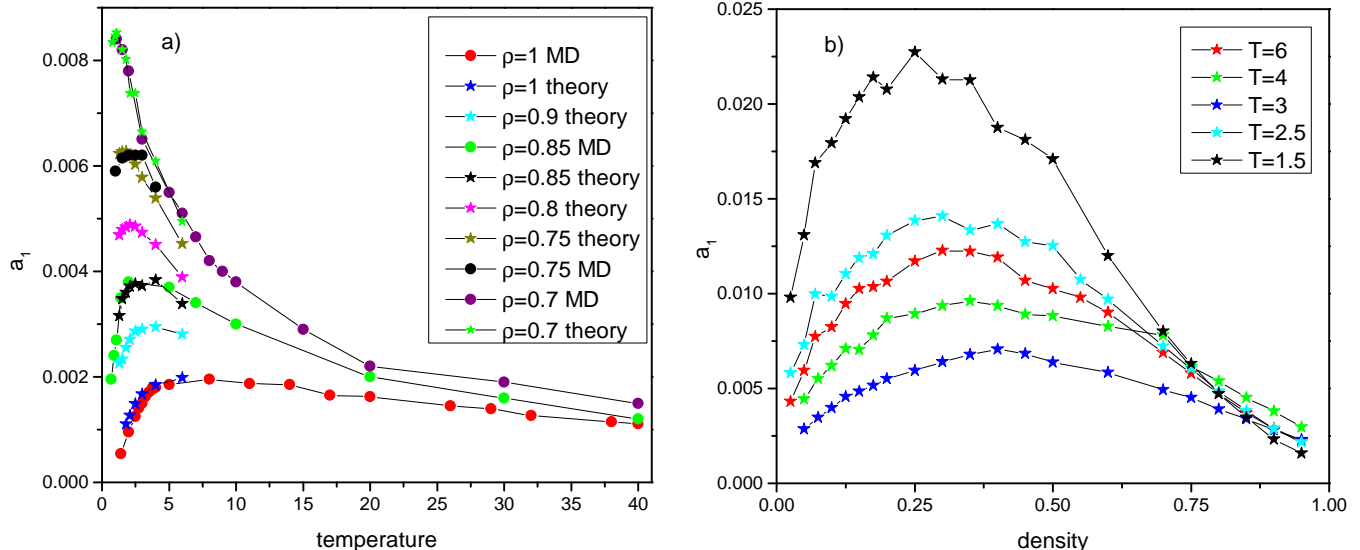 a)
a₁
0.008
0.006
0.004
0.002
0.000
0
5
10
15
20
25
30
35
40
temperature
ρ=1 MD
ρ=1 theory
ρ=0.9 theory
ρ=0.85 MD
ρ=0.85 theory
ρ=0.8 theory
ρ=0.75 theory
ρ=0.75 MD
ρ=0.7 MD
ρ=0.7 theory
b)
a₁
0.025
0.020
0.015
0.010
0.005
0.000
0.00
0.25
0.50
0.75
1.00
density
T=6
T=4
T=3
T=2.5
T=1.5